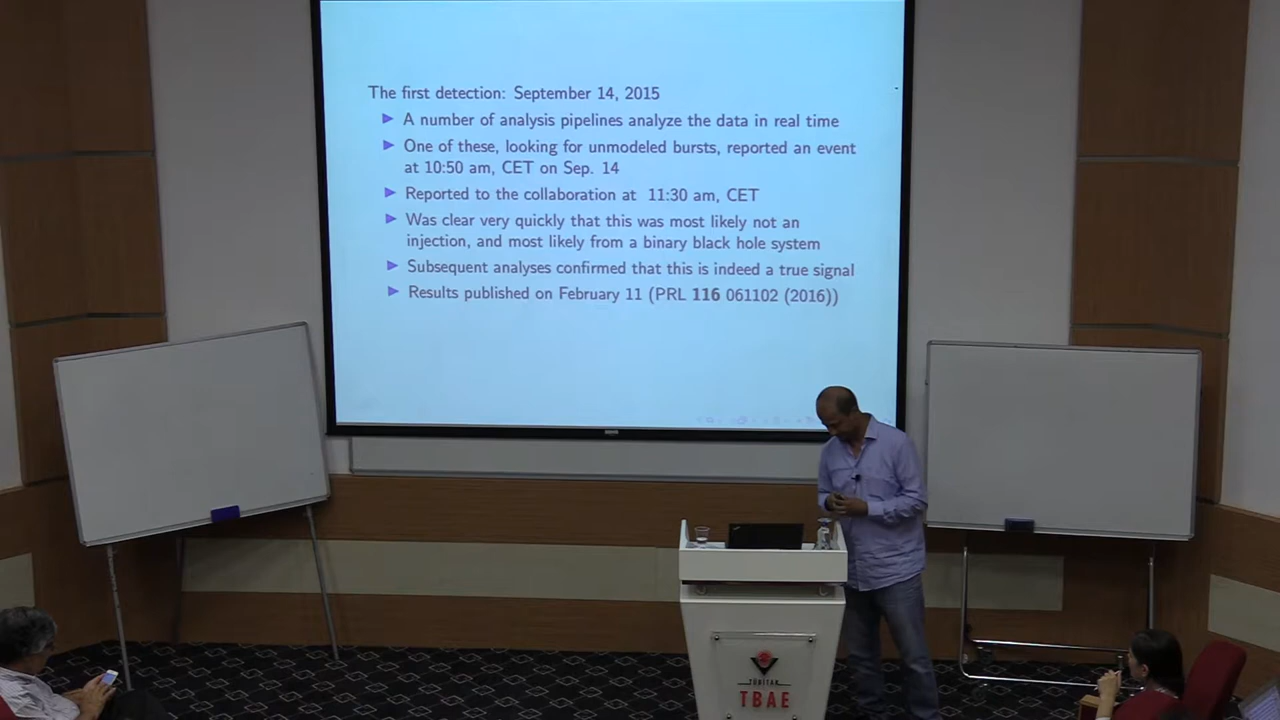 The first detection: September 14, 2015
A number of analysis pipelines analyze the data in real time
One of these, looking for unmodeled bursts, reported an event
at 10:50 am, CET on Sep. 14
Reported to the collaboration at 11:30 am, CET
Was clear very quickly that this was most likely not an
injection, and most likely from a binary black hole system
Subsequent analyses confirmed that this is indeed a true signal
Results published on February 11 (PRL 116 061102 (2016))
TÜBİTAK
TBAE